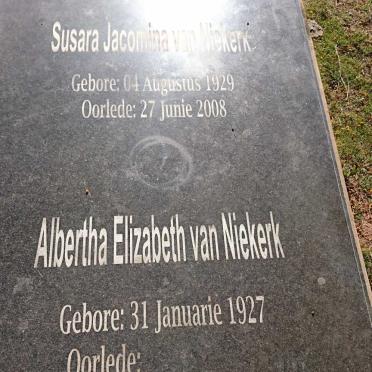 Susara Jacomina van Niekerk
Gebore: 04 Augustus 1929
Oorlede: 27 Junie 2008
Albertha Elizabeth van Niekerk
Gebore: 31 Januarie 1927
Oorlede: